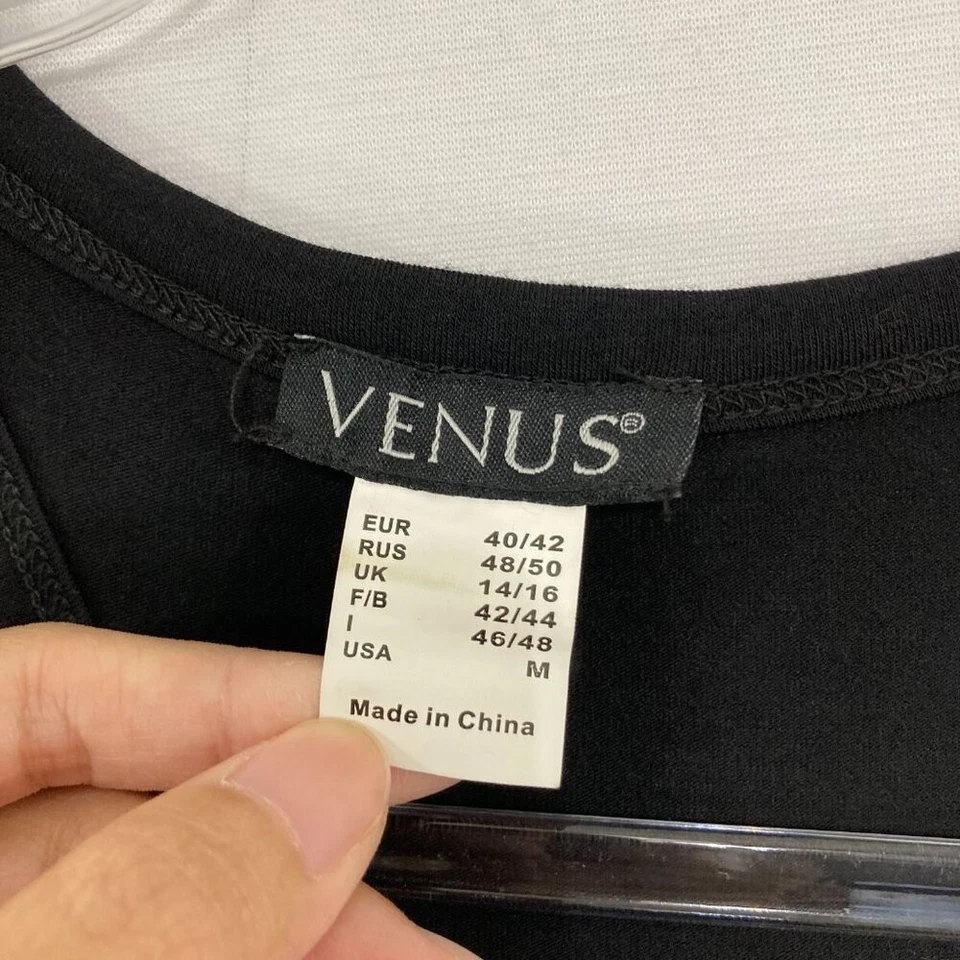 VENUS®
EUR 40/42
RUS 48/50
UK 14/16
F/B 42/44
I 46/48
USA M
Made in China